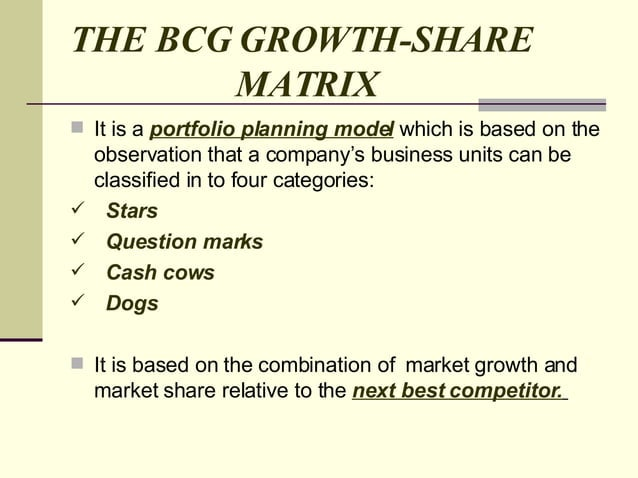 THE BCG GROWTH-SHARE
MATRIX
It is a portfolio planning model which is based on the
observation that a company’s business units can be
classified in to four categories:
Stars
Question marks
Cash cows
Dogs
It is based on the combination of market growth and
market share relative to the next best competitor.